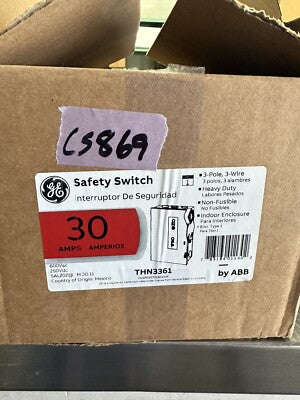 CS869
GE
Safety Switch
Interruptor De Seguridad
30
AMPS AMPERIOS
600Vac
250Vdc
Country of Origin: Mexico
THN3361
3-Pole, 3-Wire
3 polos, 3 alambres
Heavy Duty
Labores Pesados
Non-Fusible
No Fusibles
Indoor Enclosure
Para Interiores
by ABB